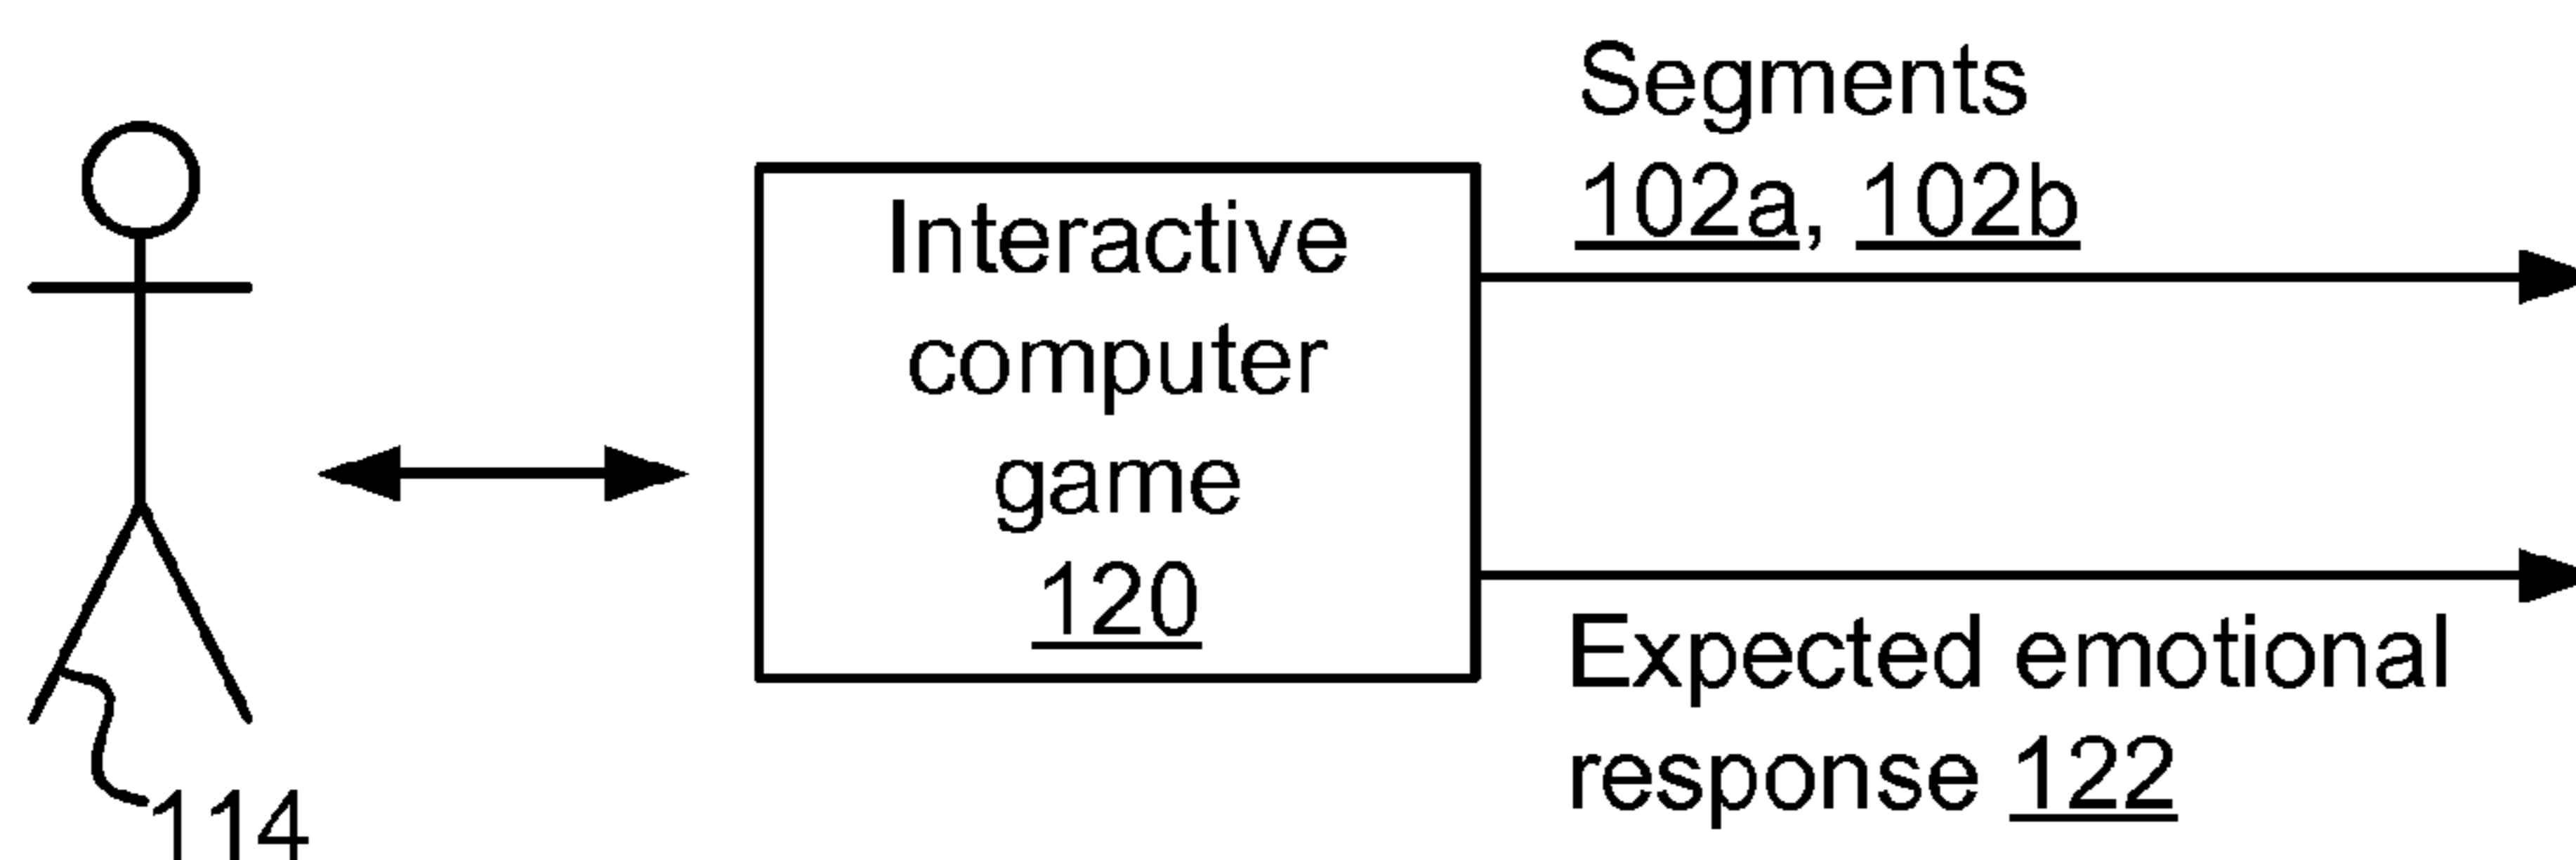 Segments
102a, 102b
Interactive
computer
game
120
Expected emotional
response 122
114